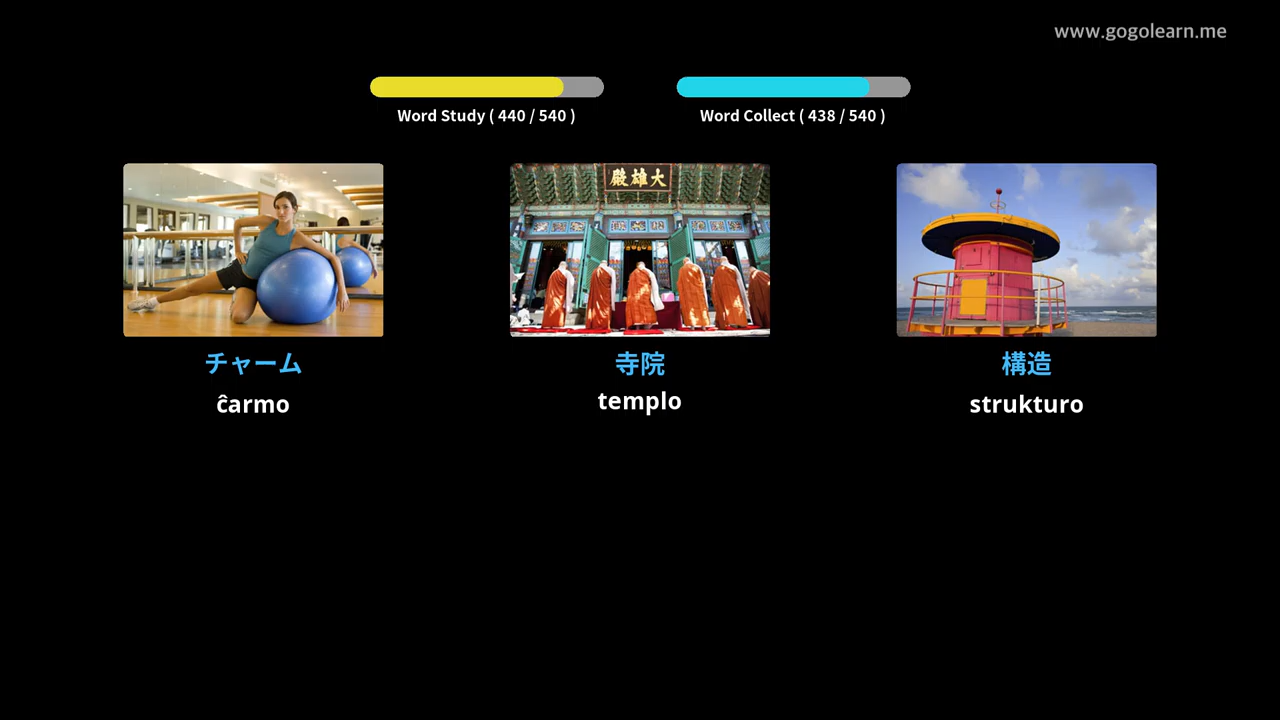 www.gogolearn.me
Word Study ( 440 / 540 )
Word Collect ( 438 / 540 )
殿雄大
チャーム
寺院
構造
ĉarmo
templo
strukturo